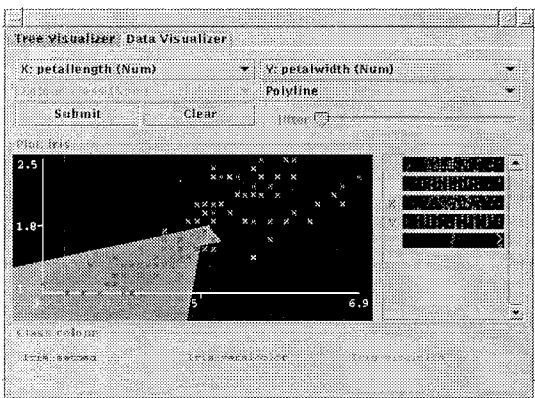 Tree Visualizer Data Visualizer
X: petallength (Num)
Y: petalwidth (Num)
Polyline
Submit
Clear
Jitter
Plot: iris
2.5
1.8
5
6.9
Class colour
Iris-setosa
Iris-versicolor
Iris-virginica